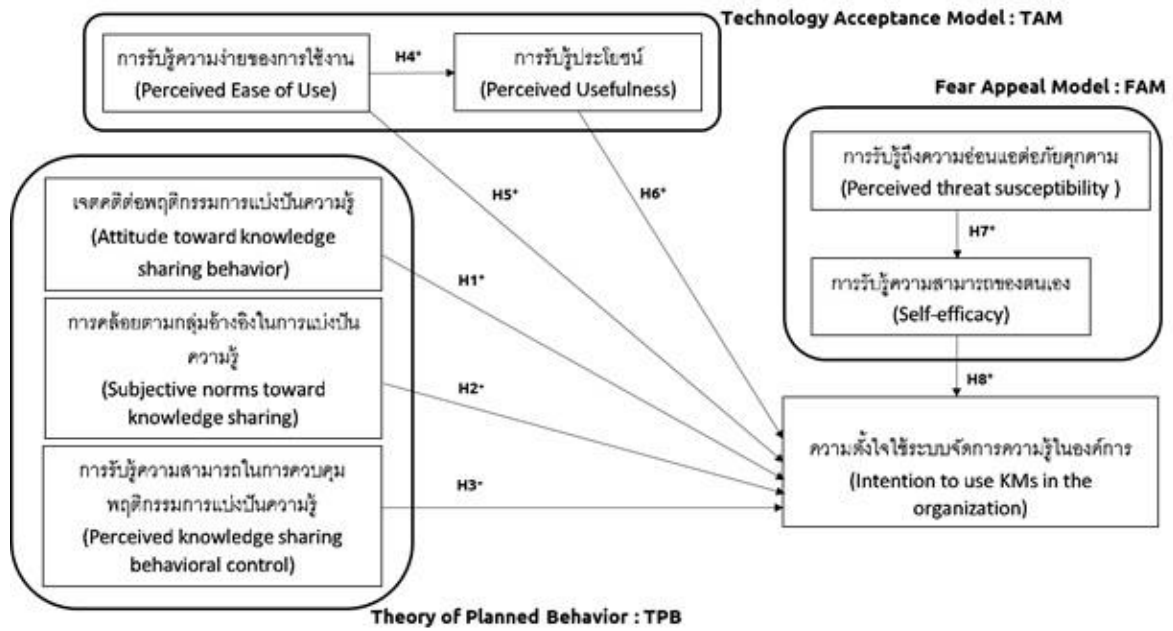 Technology Acceptance Model : TAM
การรับรู้ความง่ายของการใช้งาน
(Perceived Ease of Use)
H4*
การรับรู้ประโยชน์
(Perceived Usefulness)
Fear Appeal Model : FAM
การรับรู้ถึงความอ่อนแอต่อภัยคุกคาม
(Perceived threat susceptibility )
H7*
การรับรู้ความสามารถของตนเอง
(Self-efficacy)
H8*
H5*
H6*
เจตคติต่อพฤติกรรมการแบ่งปันความรู้
(Attitude toward knowledge
sharing behavior)
H1*
การคล้อยตามกลุ่มอ้างอิงในการแบ่งปัน
ความรู้
(Subjective norms toward
knowledge sharing)
H2*
การรับรู้ความสามารถในการควบคุม
พฤติกรรมการแบ่งปันความรู้
(Perceived knowledge sharing
behavioral control)
H3*
ความตั้งใจใช้ระบบจัดการความรู้ในองค์การ
(Intention to use KMs in the
organization)
Theory of Planned Behavior : TPB